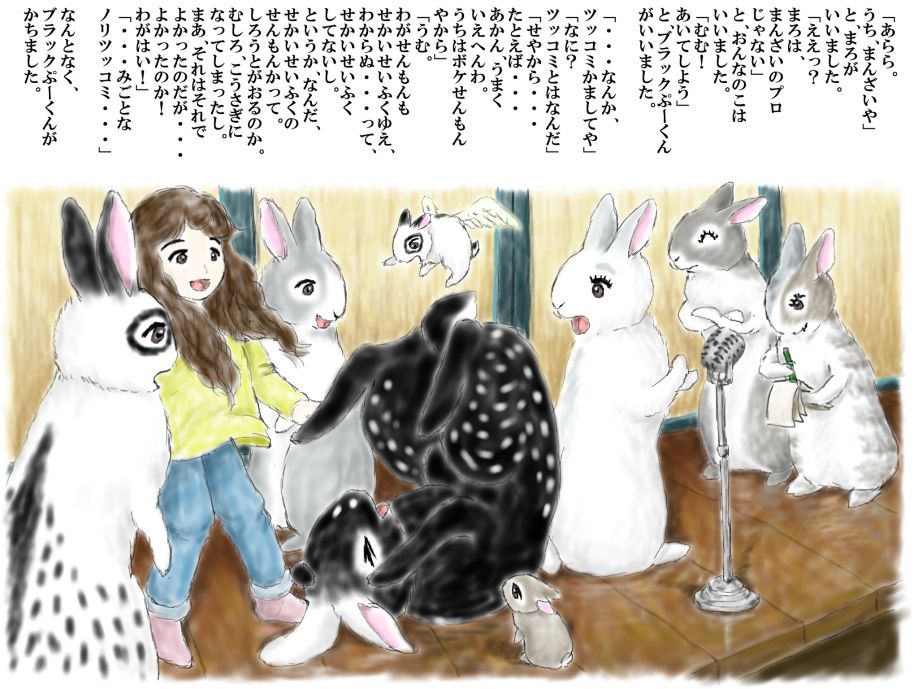 「あらら。
うち、まんざいや」
と、まろが
いいました。
「ええっ？
まろは、
まんざいのプロ
じゃない」
と、おんなのこは
いいました。
「むむ！
あいてしよう」
と、ブラックぷーくん
がいいました。
「・・・なんか、
ツッコミかましてや」
「なに？
ツッコミとはなんだ」
「せやから・・・
たとえば・・・
あかん、うまく
いえへんわ。
うちはボケせんもん
やから」
「うむ。
わがせんもんも
せかいせいふくゆえ、
わからぬ・・・って、
せかいせいふく
してないし。
というか、なんだ、
せかいせいふくの
せんもんかって。
しろうとがおるのか。
むしろ、こうさぎに
なってしまったし。
まあ、それはそれで
よかったのだが・・・・
よかったのか！
わがはい！」
「・・・・みごとな
ノリツッコミ・・・」
なんとなく、
ブラックぷーくんが
かちました。